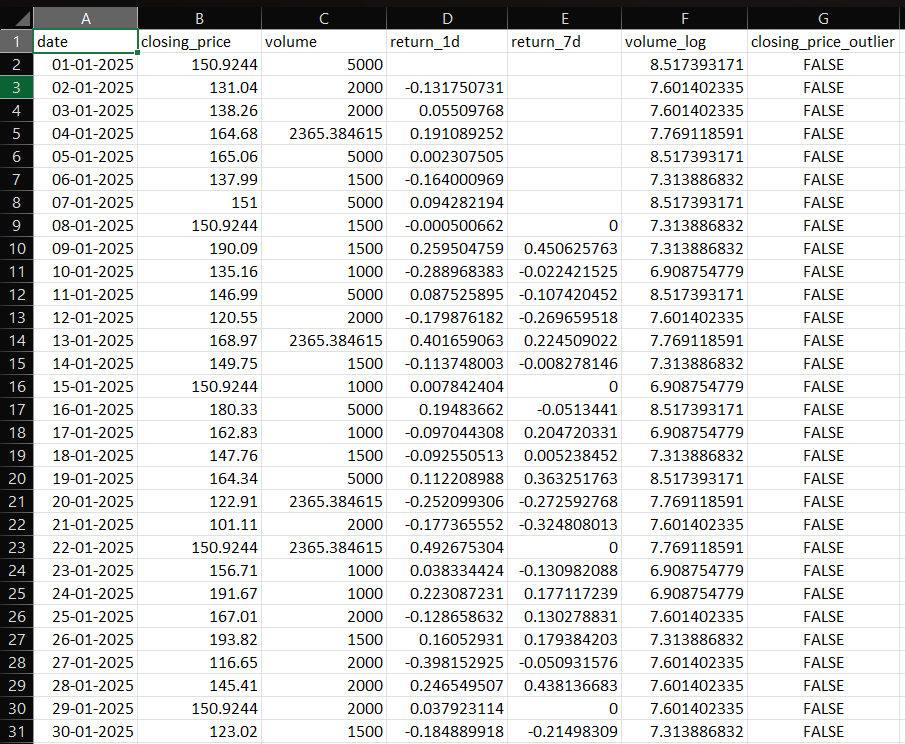 A B C D E F G
1 date closing_price volume return_1d return_7d volume_log closing_price_outlier
2 01-01-2025 150.9244 5000 8.517393171 FALSE
3 02-01-2025 131.04 2000 -0.131750731 7.601402335 FALSE
4 03-01-2025 138.26 2000 0.05509768 7.601402335 FALSE
5 04-01-2025 164.68 2365.384615 0.191089252 7.769118591 FALSE
6 05-01-2025 165.06 5000 0.002307505 8.517393171 FALSE
7 06-01-2025 137.99 1500 -0.164000969 7.313886832 FALSE
8 07-01-2025 151 5000 0.094282194 8.517393171 FALSE
9 08-01-2025 150.9244 1500 -0.000500662 0 7.313886832 FALSE
10 09-01-2025 190.09 1500 0.259504759 0.450625763 7.313886832 FALSE
11 10-01-2025 135.16 1000 -0.288968383 -0.022421525 6.908754779 FALSE
12 11-01-2025 146.99 5000 0.087525895 -0.107420452 8.517393171 FALSE
13 12-01-2025 120.55 2000 -0.179876182 -0.269659518 7.601402335 FALSE
14 13-01-2025 168.97 2365.384615 0.401659063 0.224509022 7.769118591 FALSE
15 14-01-2025 149.75 1500 -0.113748003 -0.008278146 7.313886832 FALSE
16 15-01-2025 150.9244 1000 0.007842404 0 6.908754779 FALSE
17 16-01-2025 180.33 5000 0.19483662 -0.0513441 8.517393171 FALSE
18 17-01-2025 162.83 1000 -0.097044308 0.204720331 6.908754779 FALSE
19 18-01-2025 147.76 1500 -0.092550513 0.005238452 7.313886832 FALSE
20 19-01-2025 164.34 5000 0.112208988 0.363251763 8.517393171 FALSE
21 20-01-2025 122.91 2365.384615 -0.252099306 -0.272592768 7.769118591 FALSE
22 21-01-2025 101.11 2000 -0.177365552 -0.324808013 7.601402335 FALSE
23 22-01-2025 150.9244 2365.384615 0.492675304 0 7.769118591 FALSE
24 23-01-2025 156.71 1000 0.038334424 -0.130982088 6.908754779 FALSE
25 24-01-2025 191.67 1000 0.223087231 0.177117239 6.908754779 FALSE
26 25-01-2025 167.01 2000 -0.128658632 0.130278831 7.601402335 FALSE
27 26-01-2025 193.82 1500 0.16052931 0.179384203 7.313886832 FALSE
28 27-01-2025 116.65 2000 -0.398152925 -0.050931576 7.601402335 FALSE
29 28-01-2025 145.41 2000 0.246549507 0.438136683 7.601402335 FALSE
30 29-01-2025 150.9244 2000 0.037923114 0 7.601402335 FALSE
31 30-01-2025 123.02 1500 -0.184889918 -0.21498309 7.313886832 FALSE